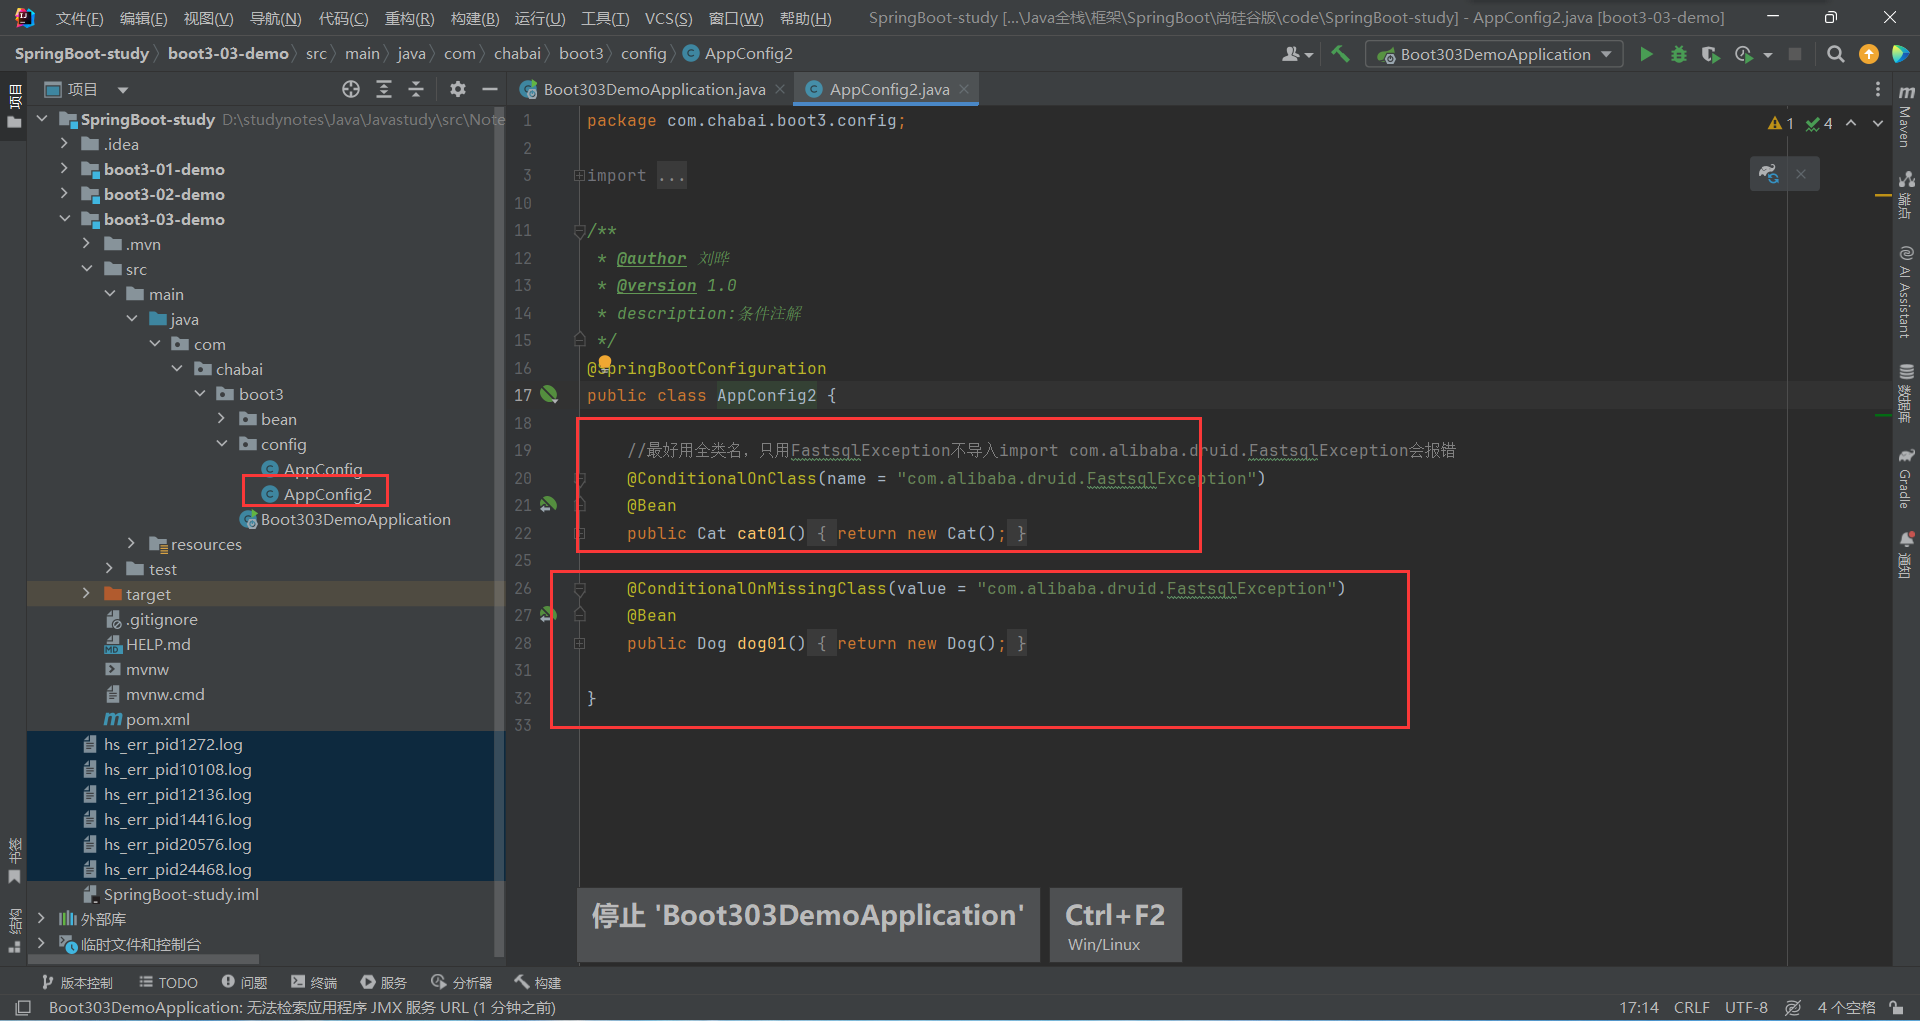 文件(F) 编辑(E) 视图(V) 导航(N) 代码(C) 重构(R) 构建(B) 运行(U) 工具(T) VCS(S) 窗口(W) 帮助(H) SpringBoot-study [...\Java全栈\框架\SpringBoot\尚硅谷版\code\SpringBoot-study] - AppConfig2.java [boot3-03-demo]
SpringBoot-study boot3-03-demo src main java com chabai boot3 config AppConfig2
Boot303DemoApplication
项目
Boot303DemoApplication.java
AppConfig2.java
SpringBoot-study D:\studynotes\Java\Javastudy\src\Note
.idea
boot3-01-demo
boot3-02-demo
boot3-03-demo
.mvn
src
main
java
com
chabai
boot3
bean
config
AppConfig
AppConfig2
Boot303DemoApplication
resources
test
target
.gitignore
HELP.md
mvnw
mvnw.cmd
pom.xml
hs_err_pid1272.log
hs_err_pid10108.log
hs_err_pid12136.log
hs_err_pid14416.log
hs_err_pid20576.log
hs_err_pid24468.log
SpringBoot-study.iml
外部库
临时文件和控制台
项目
书签
结构
1 package com.chabai.boot3.config;
2
3 import ...
10
11 /**
12 * @author 刘晔
13 * @version 1.0
14 * description:条件注解
15 */
16 @SpringBootConfiguration
17 public class AppConfig2 {
18
19 //最好用全类名，只用FastsqlException不导入import com.alibaba.druid.FastsqlException会报错
20 @ConditionalOnClass(name = "com.alibaba.druid.FastsqlException")
21 @Bean
22 public Cat cat01() { return new Cat(); }
25
26 @ConditionalOnMissingClass(value = "com.alibaba.druid.FastsqlException")
27 @Bean
28 public Dog dog01() { return new Dog(); }
31
32 }
33
1 4
Maven
端点
AI Assistant
数据库
Gradle
通知
停止 'Boot303DemoApplication'
Ctrl+F2
Win/Linux
版本控制 TODO 问题 终端 服务 分析器 构建
Boot303DemoApplication: 无法检索应用程序 JMX 服务 URL (1 分钟之前)
17:14 CRLF UTF-8 4 个空格